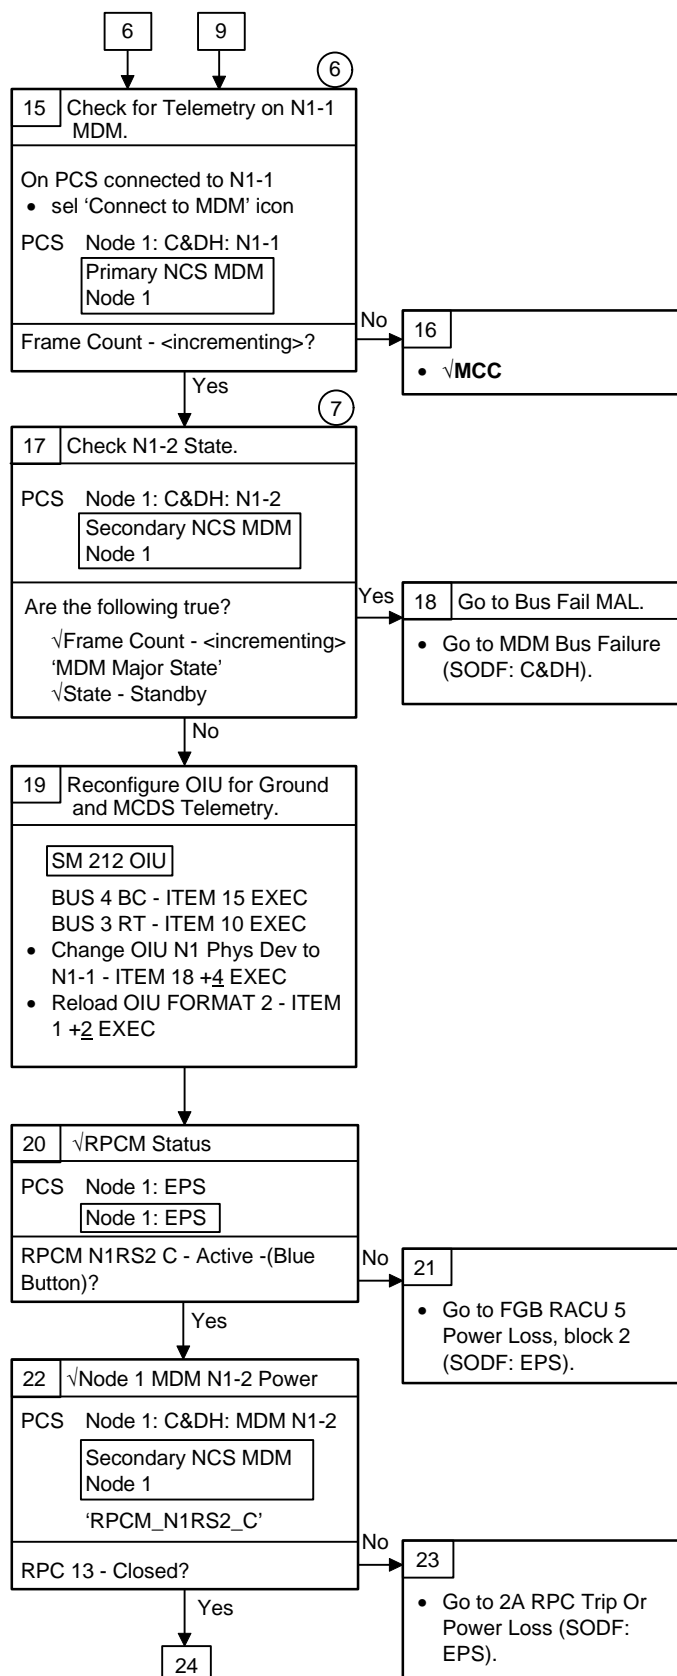 6
9
6
15 Check for Telemetry on N1-1
MDM.
On PCS connected to N1-1
• sel ‘Connect to MDM’ icon
PCS Node 1: C&DH: N1-1
Primary NCS MDM
Node 1
Frame Count - <incrementing>?
No
16
• √MCC
Yes
7
17 Check N1-2 State.
PCS Node 1: C&DH: N1-2
Secondary NCS MDM
Node 1
Are the following true?
√Frame Count - <incrementing>
‘MDM Major State’
√State - Standby
Yes
18 Go to Bus Fail MAL.
• Go to MDM Bus Failure
(SODF: C&DH).
No
19 Reconfigure OIU for Ground
and MCDS Telemetry.
SM 212 OIU
BUS 4 BC - ITEM 15 EXEC
BUS 3 RT - ITEM 10 EXEC
• Change OIU N1 Phys Dev to
N1-1 - ITEM 18 +4 EXEC
• Reload OIU FORMAT 2 - ITEM
1 +2 EXEC
20 √RPCM Status
PCS Node 1: EPS
Node 1: EPS
RPCM N1RS2 C - Active -(Blue
Button)?
No
21
• Go to FGB RACU 5
Power Loss, block 2
(SODF: EPS).
Yes
22 √Node 1 MDM N1-2 Power
PCS Node 1: C&DH: MDM N1-2
Secondary NCS MDM
Node 1
‘RPCM_N1RS2_C’
RPC 13 - Closed?
No
23
• Go to 2A RPC Trip Or
Power Loss (SODF:
EPS).
Yes
24